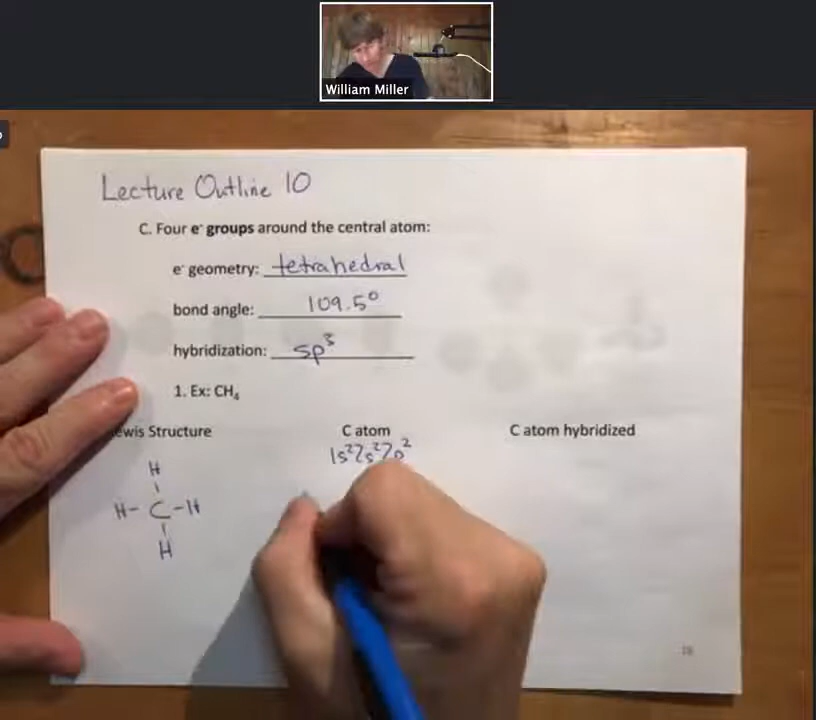 William Miller
Lecture Outline 10
C. Four e⁻ groups around the central atom:
e⁻ geometry: tetrahedral
bond angle: 109.5°
hybridization: sp³
1. Ex: CH₄
ewis Structure C atom C atom hybridized
1s²2s²2p²
H
H-C-H
H